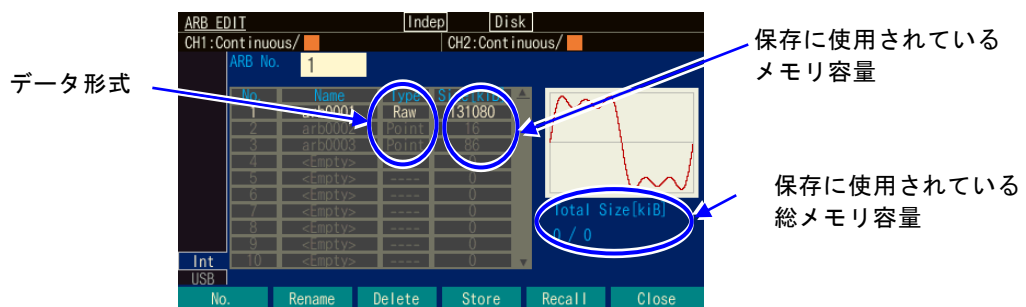 ARB EDIT Indep Disk
CH1:Continuous/ CH2:Continuous/
保存に使用されている
メモリ容量
データ形式
ARB No. 1
No. Name Type Size[kiB]
1 arb0001 Raw 131080
2 arb0002 Point 16
3 arb0003 Point 86
4 <Empty> ---- 0
5 <Empty> ---- 0
6 <Empty> ---- 0
7 <Empty> ---- 0
8 <Empty> ---- 0
9 <Empty> ---- 0
10 <Empty> ---- 0
Total Size[kiB]
0 / 0
保存に使用されている
総メモリ容量
Int
USB
No. Rename Delete Store Recall Close